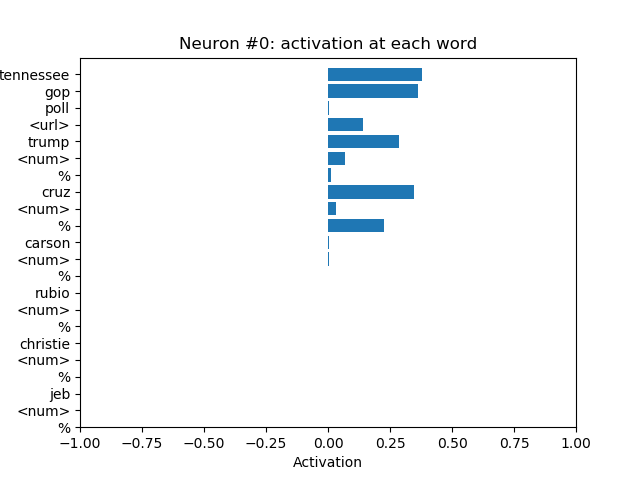 Neuron #0: activation at each word
tennessee
gop
poll
<url>
trump
<num>
%
cruz
<num>
%
carson
<num>
%
rubio
<num>
%
christie
<num>
%
jeb
<num>
%
−1.00 −0.75 −0.50 −0.25 0.00 0.25 0.50 0.75 1.00
Activation